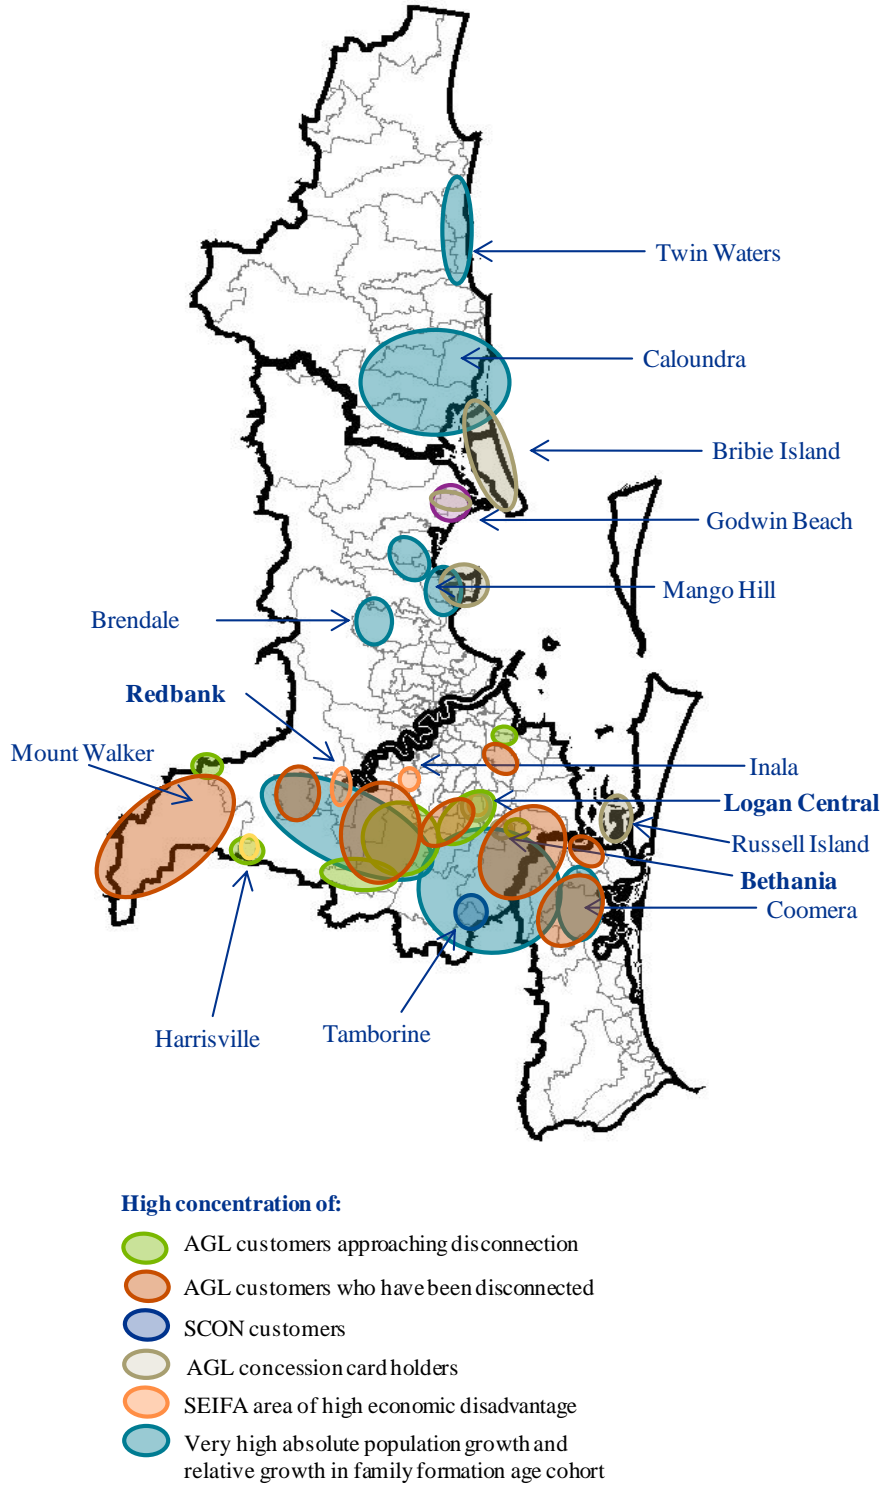 Twin Waters
Caloundra
Bribie Island
Godwin Beach
Mango Hill
Brendale
Redbank
Mount Walker
Inala
Logan Central
Russell Island
Bethania
Coomera
Harrisville
Tamborine
High concentration of:
AGL customers approaching disconnection
AGL customers who have been disconnected
SCON customers
AGL concession card holders
SEIFA area of high economic disadvantage
Very high absolute population growth and
relative growth in family formation age cohort